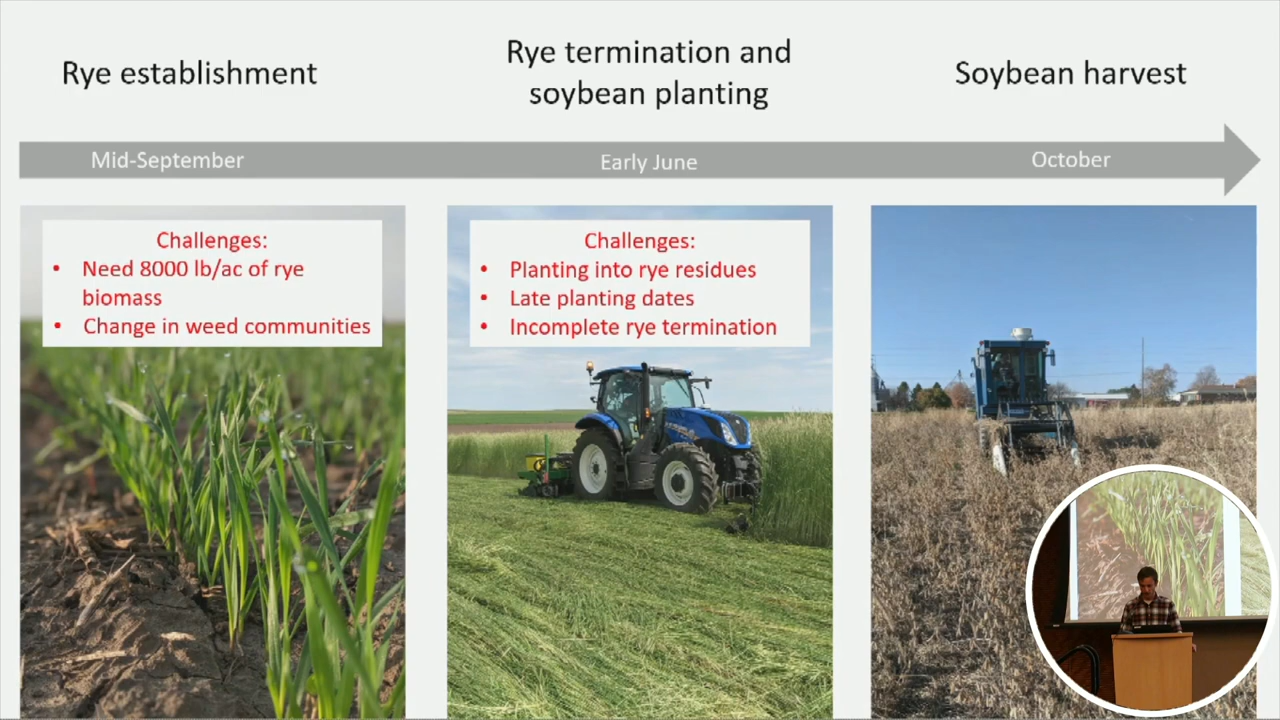 Rye establishment
Rye termination and
soybean planting
Soybean harvest
Mid-September
Early June
October
Challenges:
• Need 8000 lb/ac of rye
biomass
• Change in weed communities
Challenges:
• Planting into rye residues
• Late planting dates
• Incomplete rye termination